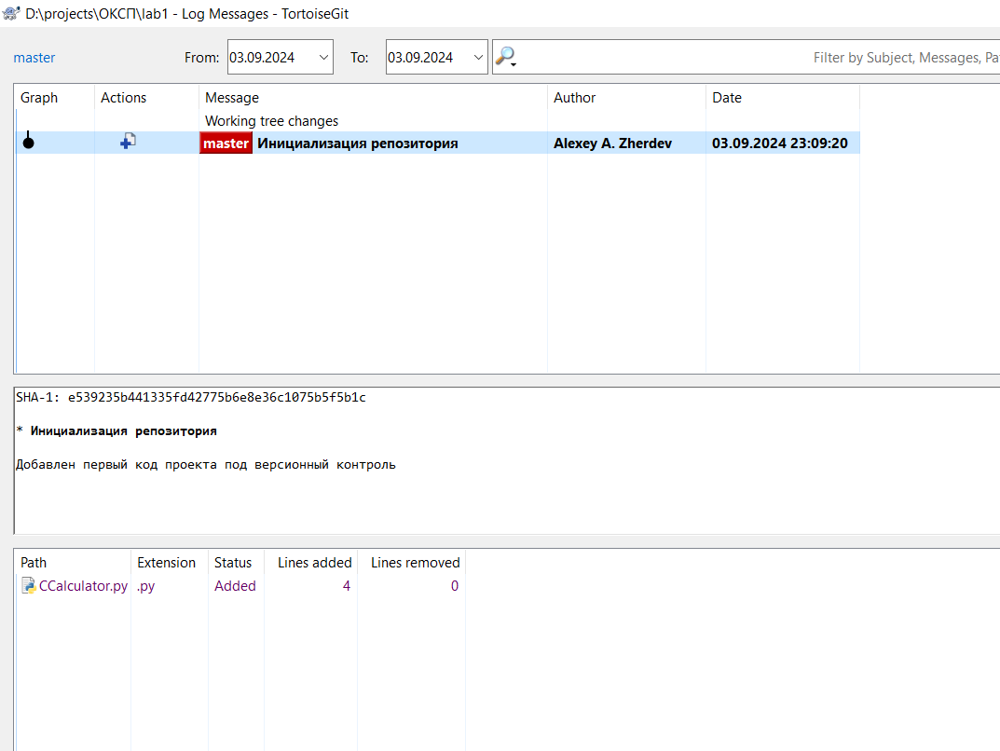 D:\projects\ОКСП\lab1 - Log Messages - TortoiseGit
master From: 03.09.2024 To: 03.09.2024 Filter by Subject, Messages, Pa
Graph Actions Message Author Date
Working tree changes
master Инициализация репозитория Alexey A. Zherdev 03.09.2024 23:09:20
SHA-1: e539235b441335fd42775b6e8e36c1075b5f5b1c
* Инициализация репозитория
Добавлен первый код проекта под версионный контроль
Path Extension Status Lines added Lines removed
CCalculator.py .py Added 4 0